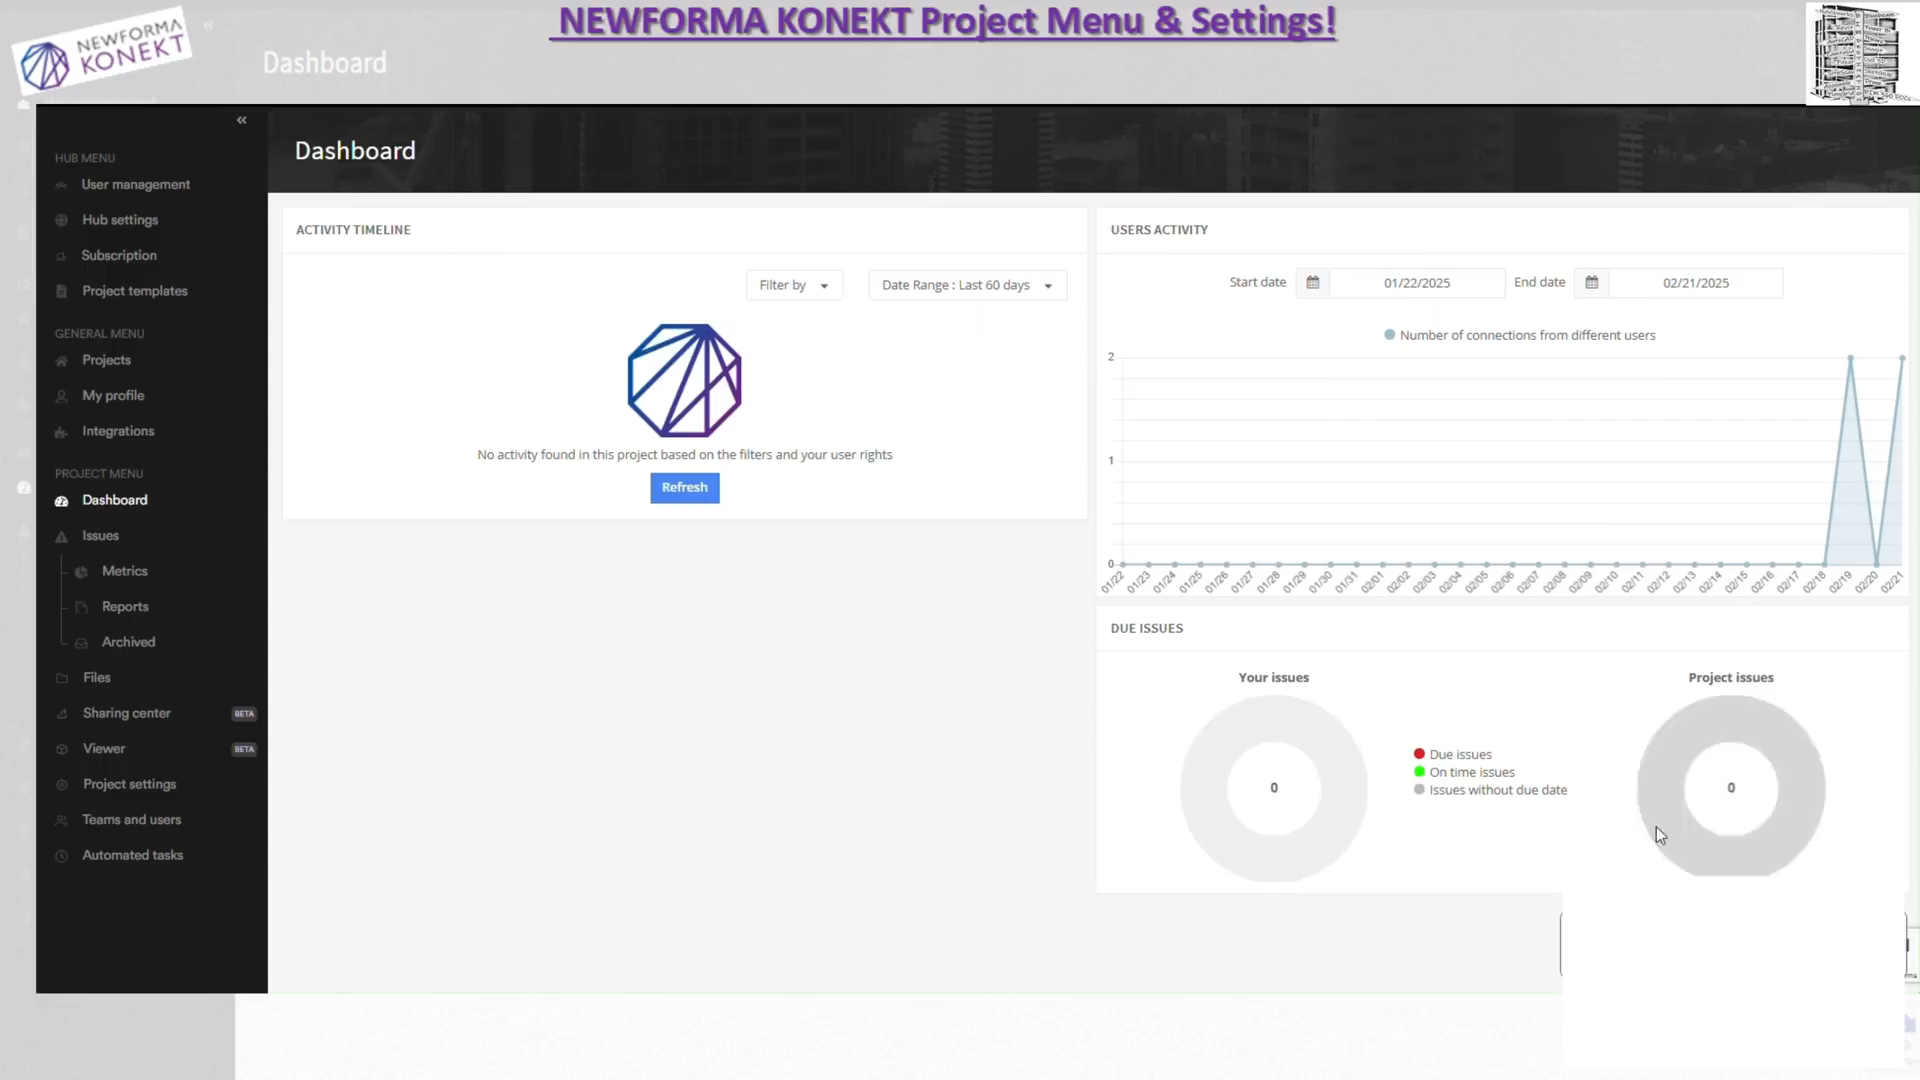 NEWFORMA KONEKT Project Menu & Settings!
NEWFORMA
KONEKT
Dashboard
«
HUB MENU
User management
Hub settings
Subscription
Project templates
GENERAL MENU
Projects
My profile
Integrations
PROJECT MENU
Dashboard
Issues
Metrics
Reports
Archived
Files
Sharing center BETA
Viewer BETA
Project settings
Teams and users
Automated tasks
Dashboard
ACTIVITY TIMELINE
Filter by
Date Range : Last 60 days
No activity found in this project based on the filters and your user rights
Refresh
USERS ACTIVITY
Start date 01/22/2025 End date 02/21/2025
Number of connections from different users
2
1
0
01/22 01/23 01/24 01/25 01/26 01/27 01/28 01/29 01/30 01/31 02/01 02/02 02/03 02/04 02/05 02/06 02/07 02/08 02/09 02/10 02/11 02/12 02/13 02/14 02/15 02/16 02/17 02/18 02/19 02/20 02/21
DUE ISSUES
Your issues
0
Due issues
On time issues
Issues without due date
Project issues
0